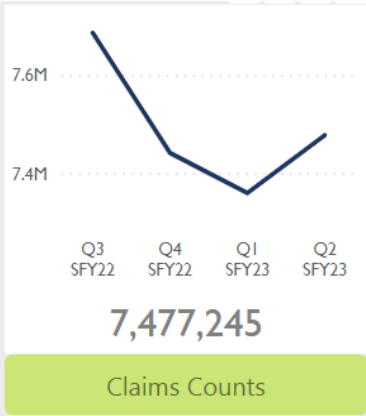 7.6M
7.4M
Q3 Q4 Q1 Q2
SFY22 SFY22 SFY23 SFY23
7,477,245
Claims Counts